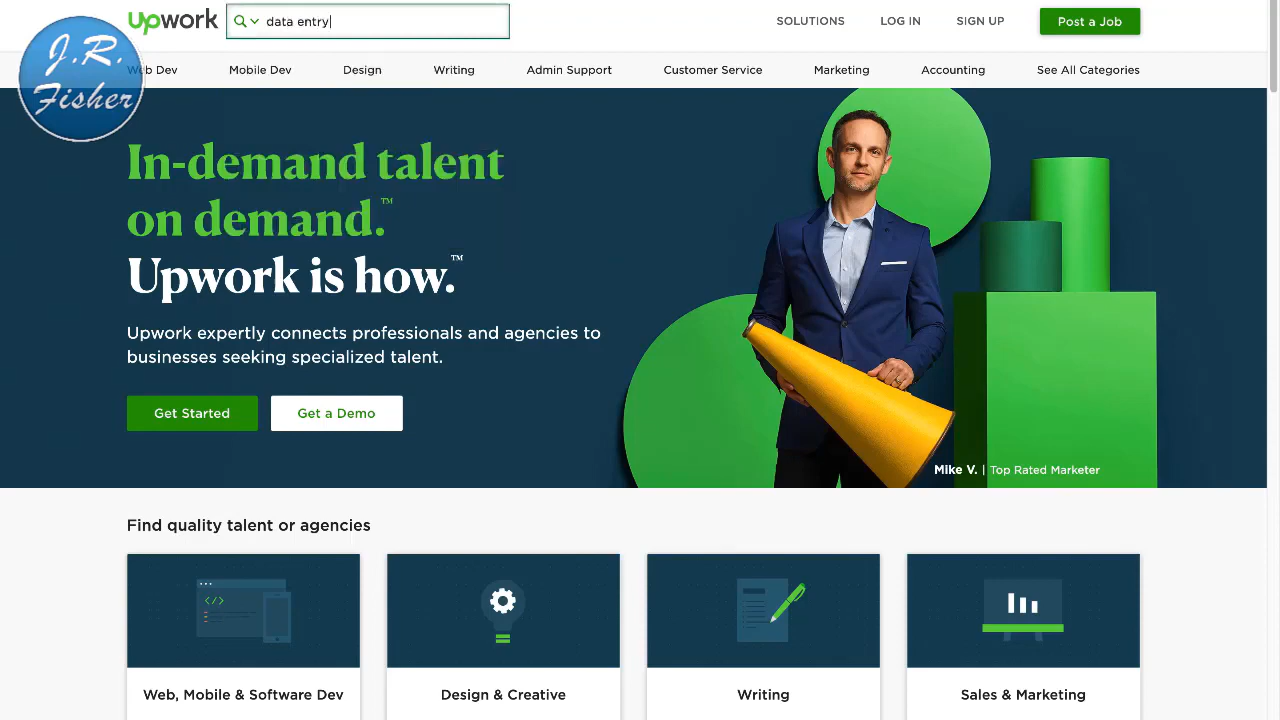 upwork
data entry
SOLUTIONS
LOG IN
SIGN UP
Post a Job
J.R.
Fisher
Web Dev
Mobile Dev
Design
Writing
Admin Support
Customer Service
Marketing
Accounting
See All Categories
In-demand talent
on demand.™
Upwork is how.™
Upwork expertly connects professionals and agencies to
businesses seeking specialized talent.
Get Started
Get a Demo
Mike V. | Top Rated Marketer
Find quality talent or agencies
</>
Web, Mobile & Software Dev
Design & Creative
Writing
Sales & Marketing